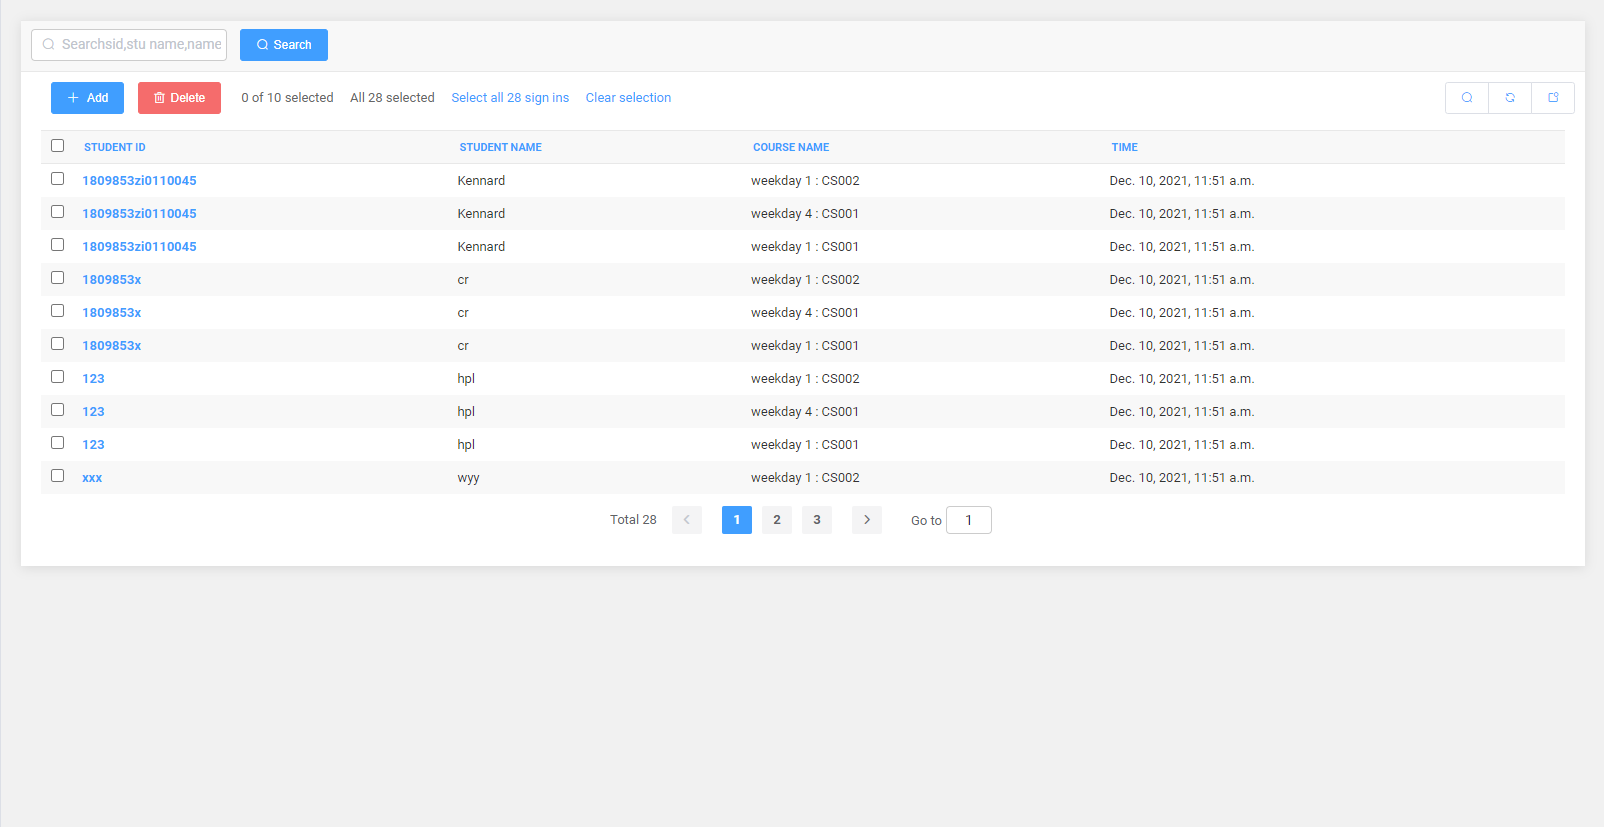 Searchsid,stu name,name Search
Add Delete 0 of 10 selected All 28 selected Select all 28 sign ins Clear selection
STUDENT ID STUDENT NAME COURSE NAME TIME
1809853zi0110045 Kennard weekday 1 : CS002 Dec. 10, 2021, 11:51 a.m.
1809853zi0110045 Kennard weekday 4 : CS001 Dec. 10, 2021, 11:51 a.m.
1809853zi0110045 Kennard weekday 1 : CS001 Dec. 10, 2021, 11:51 a.m.
1809853x cr weekday 1 : CS002 Dec. 10, 2021, 11:51 a.m.
1809853x cr weekday 4 : CS001 Dec. 10, 2021, 11:51 a.m.
1809853x cr weekday 1 : CS001 Dec. 10, 2021, 11:51 a.m.
123 hpl weekday 1 : CS002 Dec. 10, 2021, 11:51 a.m.
123 hpl weekday 4 : CS001 Dec. 10, 2021, 11:51 a.m.
123 hpl weekday 1 : CS001 Dec. 10, 2021, 11:51 a.m.
xxx wyy weekday 1 : CS002 Dec. 10, 2021, 11:51 a.m.
Total 28 1 2 3 Go to 1